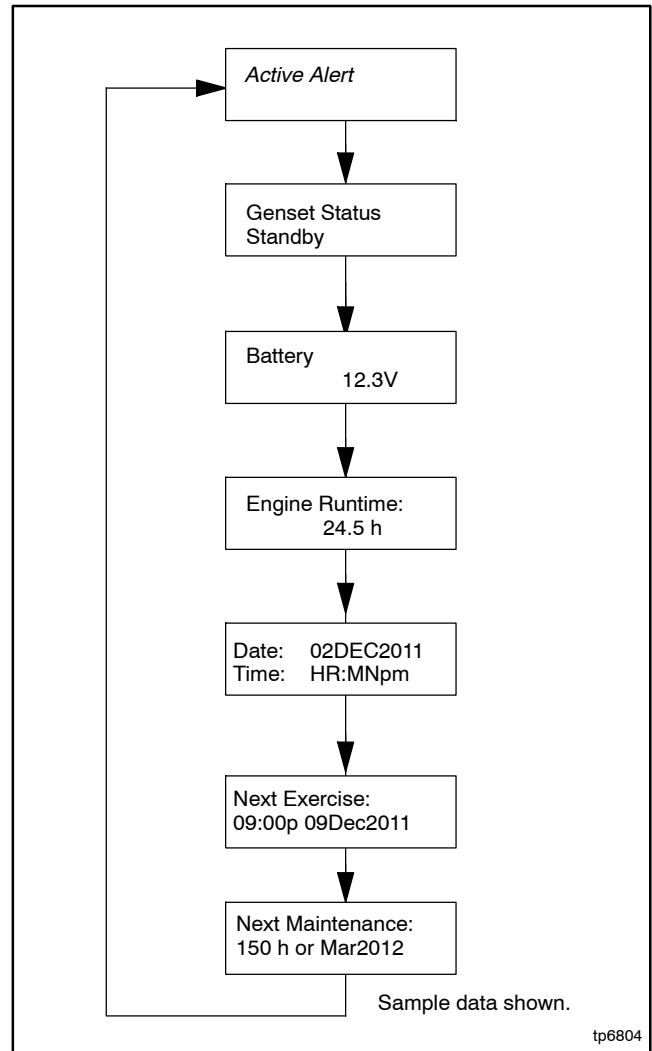 Active Alert
Genset Status
Standby
Battery
12.3V
Engine Runtime:
24.5 h
Date: 02DEC2011
Time: HR:MNpm
Next Exercise:
09:00p 09Dec2011
Next Maintenance:
150 h or Mar2012
Sample data shown.
tp6804